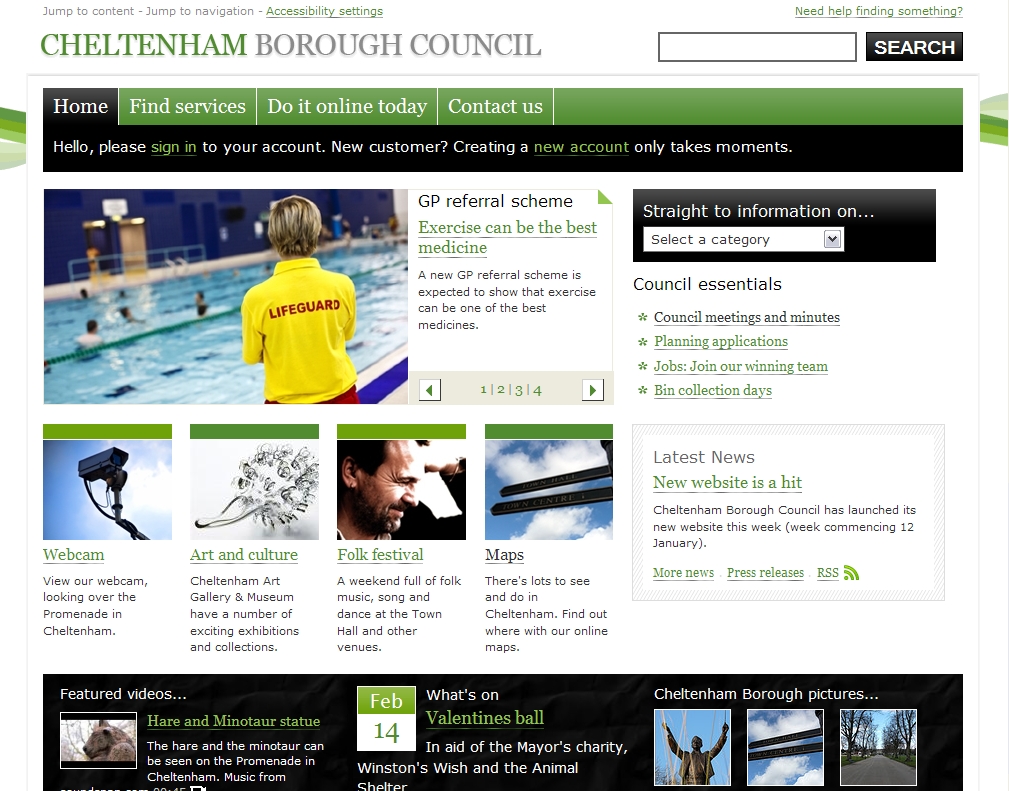 Jump to content - Jump to navigation - Accessibility settings
Need help finding something?
CHELTENHAM BOROUGH COUNCIL
SEARCH
Home
Find services
Do it online today
Contact us
Hello, please sign in to your account. New customer? Creating a new account only takes moments.
LIFEGUARD
GP referral scheme
Exercise can be the best
medicine
A new GP referral scheme is
expected to show that exercise
can be one of the best
medicines.
1 | 2 | 3 | 4
Straight to information on...
Select a category
Council essentials
Council meetings and minutes
Planning applications
Jobs: Join our winning team
Bin collection days
Webcam
View our webcam,
looking over the
Promenade in
Cheltenham.
Art and culture
Cheltenham Art
Gallery & Museum
have a number of
exciting exhibitions
and collections.
Folk festival
A weekend full of folk
music, song and
dance at the Town
Hall and other
venues.
TOWN HALL
TOWN CENTRE
Maps
There's lots to see
and do in
Cheltenham. Find out
where with our online
maps.
Latest News
New website is a hit
Cheltenham Borough Council has launched its
new website this week (week commencing 12
January).
More news . Press releases . RSS
Featured videos...
Hare and Minotaur statue
The hare and the minotaur can
be seen on the Promenade in
Cheltenham. Music from
Feb
14
What's on
Valentines ball
In aid of the Mayor's charity,
Winston's Wish and the Animal
Shelter
Cheltenham Borough pictures...